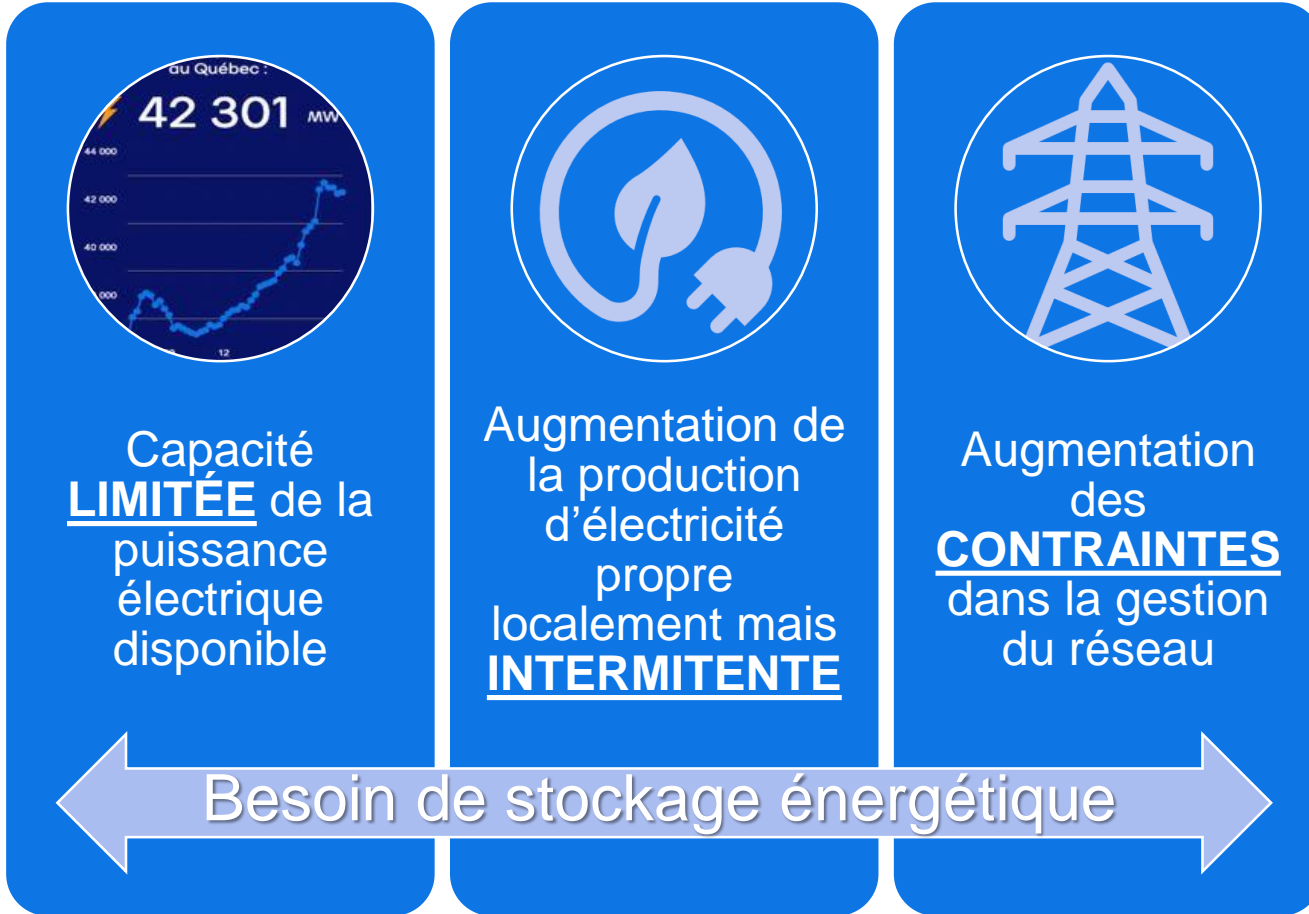 au Québec :
42 301 MW
44 000
42 000
40 000
000
12
Capacité
LIMITÉE de la
puissance
électrique
disponible
Augmentation de
la production
d’électricité
propre
localement mais
INTERMITENTE
Augmentation
des
CONTRAINTES
dans la gestion
du réseau
Besoin de stockage énergétique